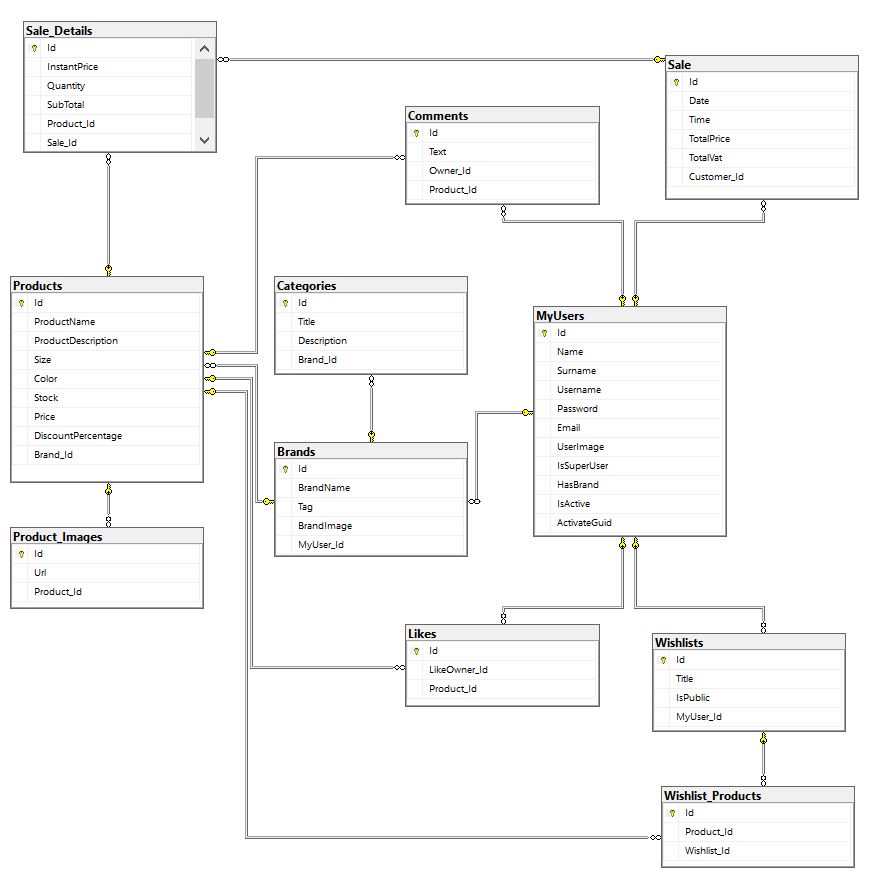 Sale_Details
Id
InstantPrice
Quantity
SubTotal
Product_Id
Sale_Id
Sale
Id
Date
Time
TotalPrice
TotalVat
Customer_Id
Comments
Id
Text
Owner_Id
Product_Id
Products
Id
ProductName
ProductDescription
Size
Color
Stock
Price
DiscountPercentage
Brand_Id
Categories
Id
Title
Description
Brand_Id
MyUsers
Id
Name
Surname
Username
Password
Email
UserImage
IsSuperUser
HasBrand
IsActive
ActivateGuid
Brands
Id
BrandName
Tag
BrandImage
MyUser_Id
Product_Images
Id
Url
Product_Id
Likes
Id
LikeOwner_Id
Product_Id
Wishlists
Id
Title
IsPublic
MyUser_Id
Wishlist_Products
Id
Product_Id
Wishlist_Id